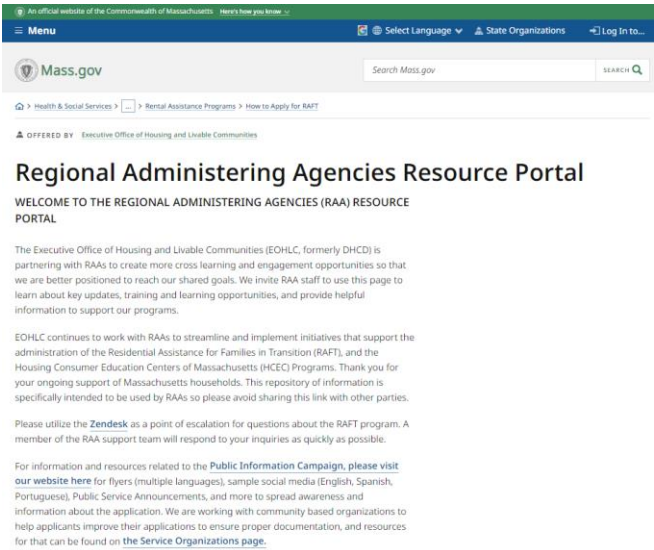 An official website of the Commonwealth of Massachusetts Here's how you know
Menu
Select Language
State Organizations
Log In to...
Mass.gov
Search Mass.gov
SEARCH
Health & Social Services > ... > Rental Assistance Programs > How to Apply for RAFT
OFFERED BY Executive Office of Housing and Livable Communities
Regional Administering Agencies Resource Portal
WELCOME TO THE REGIONAL ADMINISTERING AGENCIES (RAA) RESOURCE
PORTAL
The Executive Office of Housing and Livable Communities (EOHLC, formerly DHCD) is
partnering with RAAs to create more cross learning and engagement opportunities so that
we are better positioned to reach our shared goals. We invite RAA staff to use this page to
learn about key updates, training and learning opportunities, and provide helpful
information to support our programs.
EOHLC continues to work with RAAs to streamline and implement initiatives that support the
administration of the Residential Assistance for Families in Transition (RAFT), and the
Housing Consumer Education Centers of Massachusetts (HCEC) Programs. Thank you for
your ongoing support of Massachusetts households. This repository of information is
specifically intended to be used by RAAs so please avoid sharing this link with other parties.
Please utilize the Zendesk as a point of escalation for questions about the RAFT program. A
member of the RAA support team will respond to your inquiries as quickly as possible.
For information and resources related to the Public Information Campaign, please visit
our website here for flyers (multiple languages), sample social media (English, Spanish,
Portuguese), Public Service Announcements, and more to spread awareness and
information about the application. We are working with community based organizations to
help applicants improve their applications to ensure proper documentation, and resources
for that can be found on the Service Organizations page.